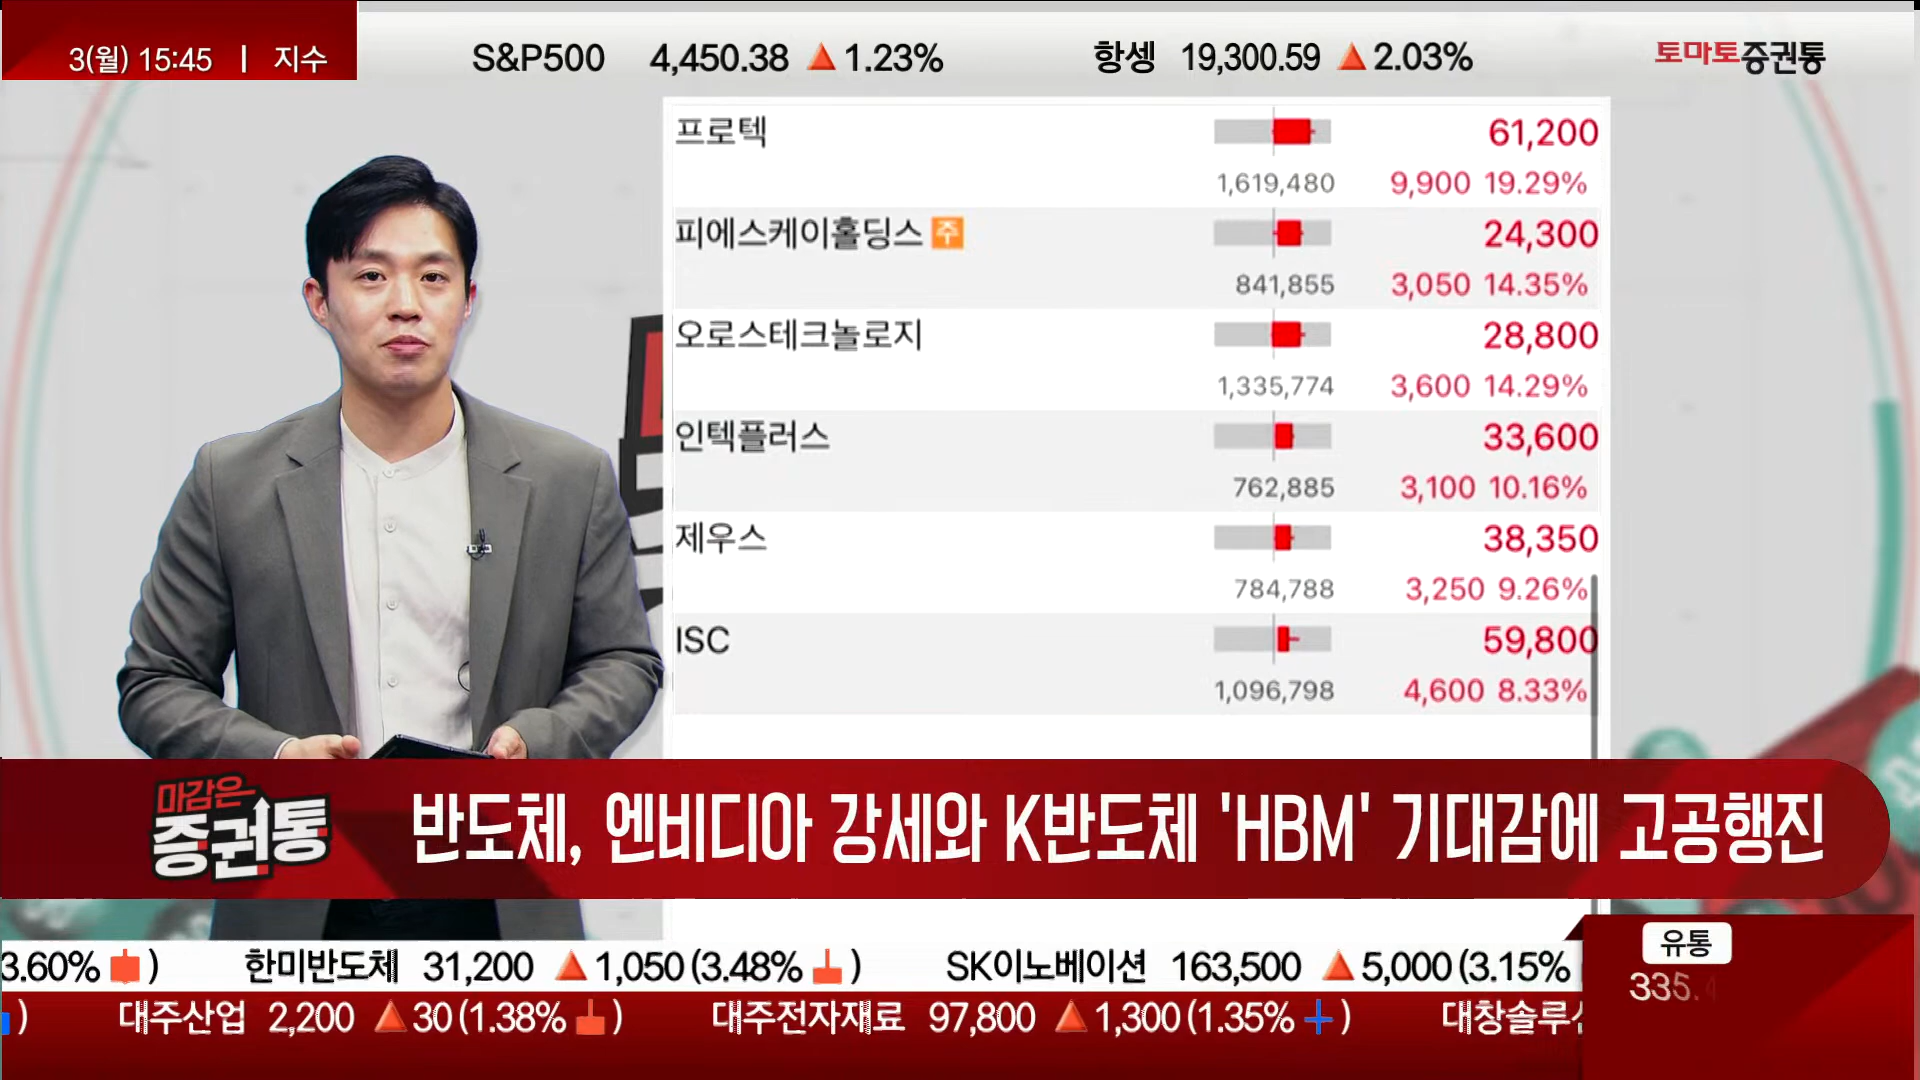 3(월) 15:45 | 지수
S&P500 4,450.38 ▲ 1.23% 항셍 19,300.59 ▲ 2.03%
토마토증권통
프로텍 61,200
1,619,480 9,900 19.29%
피에스케이홀딩스 주 24,300
841,855 3,050 14.35%
오로스테크놀로지 28,800
1,335,774 3,600 14.29%
인텍플러스 33,600
762,885 3,100 10.16%
제우스 38,350
784,788 3,250 9.26%
ISC 59,800
1,096,798 4,600 8.33%
마감은
증권통
반도체, 엔비디아 강세와 K반도체 'HBM' 기대감에 고공행진
3.60% ) 한미반도체 31,200 ▲ 1,050 (3.48% ) SK이노베이션 163,500 ▲ 5,000 (3.15%
) 대주산업 2,200 ▲ 30 (1.38% ) 대주전자재료 97,800 ▲ 1,300 (1.35% ) 대창솔루
유통
335.